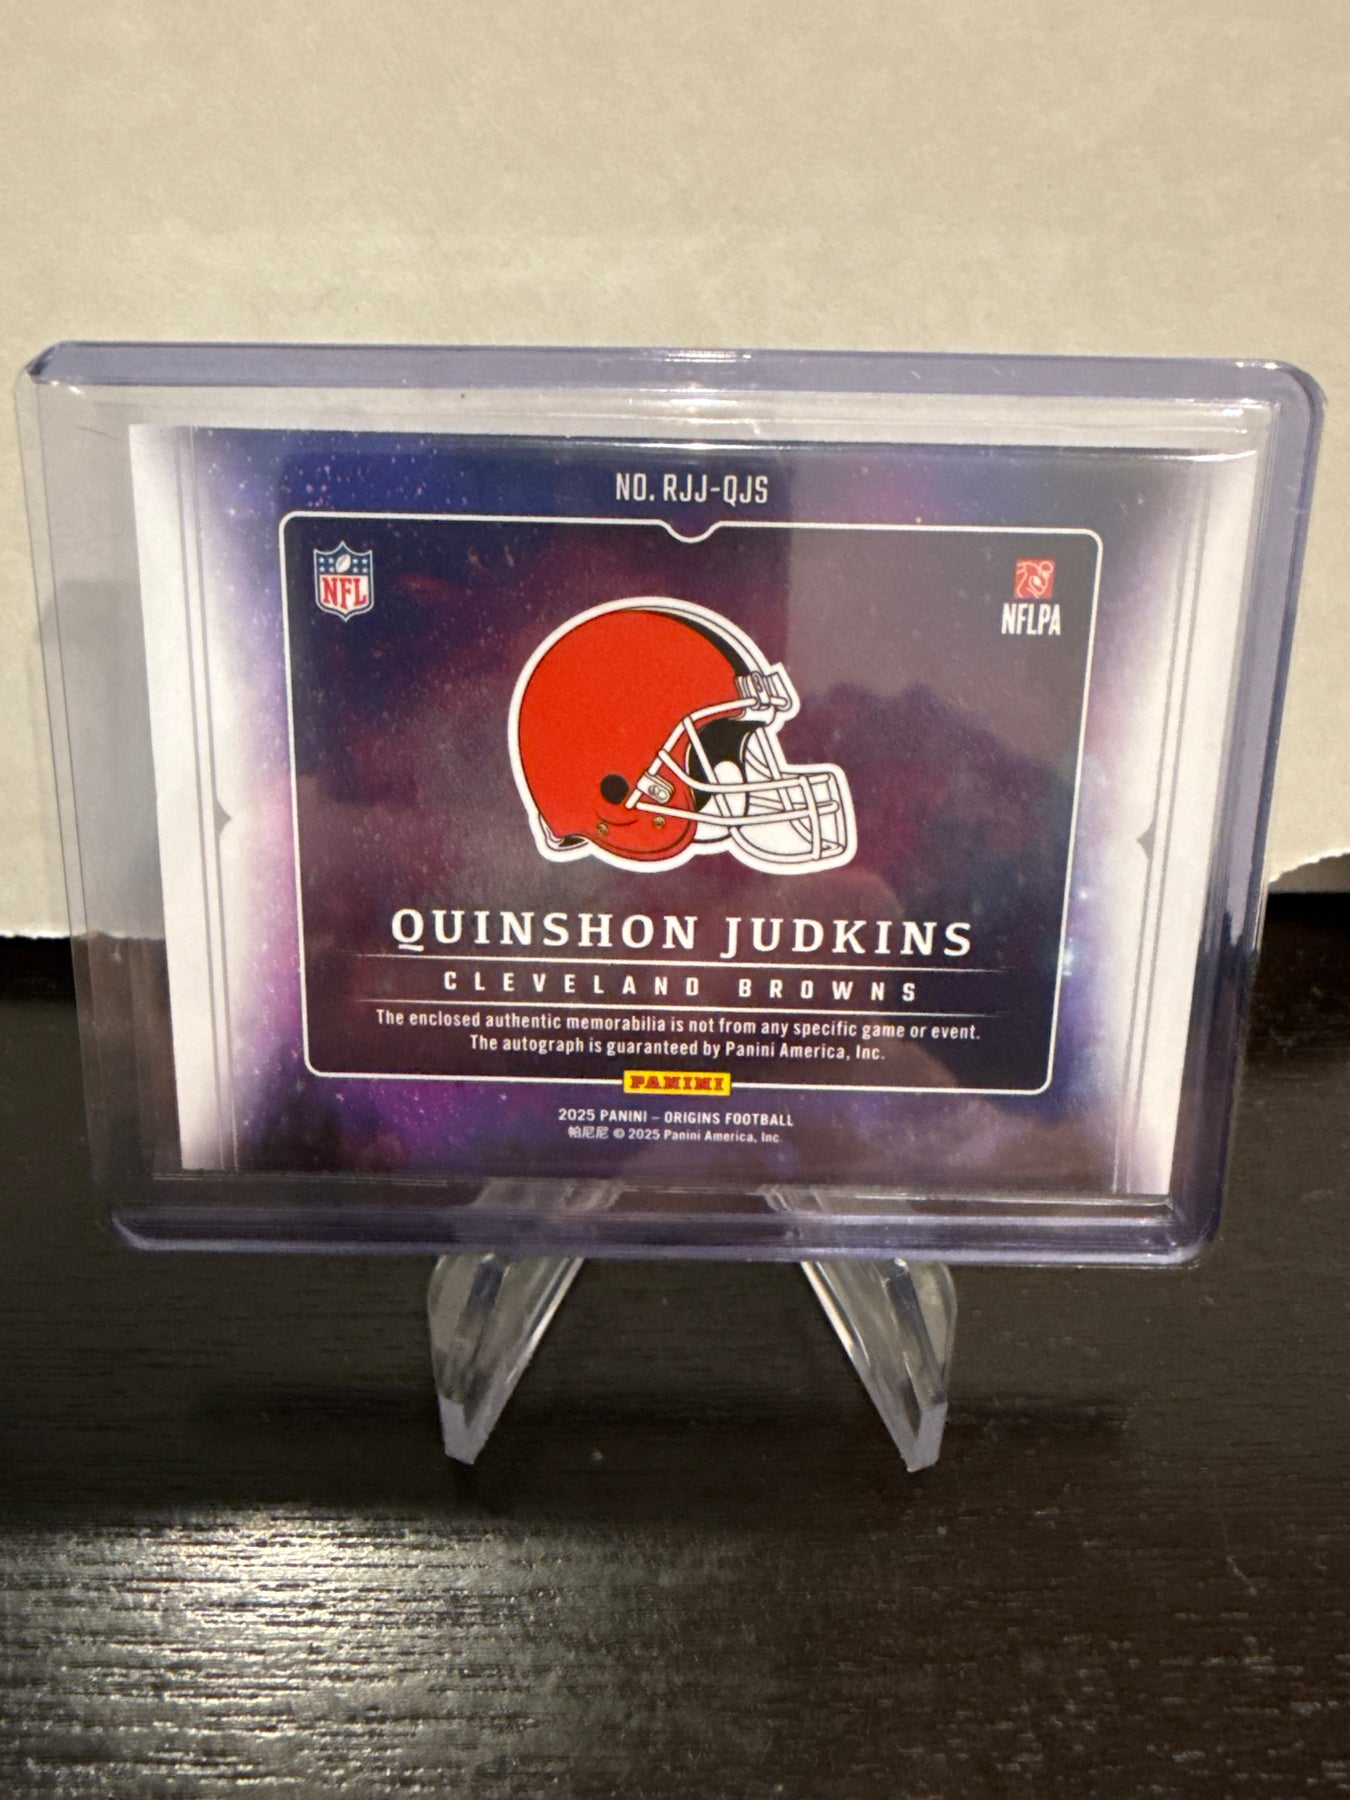 NO. RJJ-QJS
NFL
NFLPA
QUINSHON JUDKINS
CLEVELAND BROWNS
The enclosed authentic memorabilia is not from any specific game or event.
The autograph is guaranteed by Panini America, Inc.
PANINI
2025 PANINI – ORIGINS FOOTBALL
帕尼尼 © 2025 Panini America, Inc.